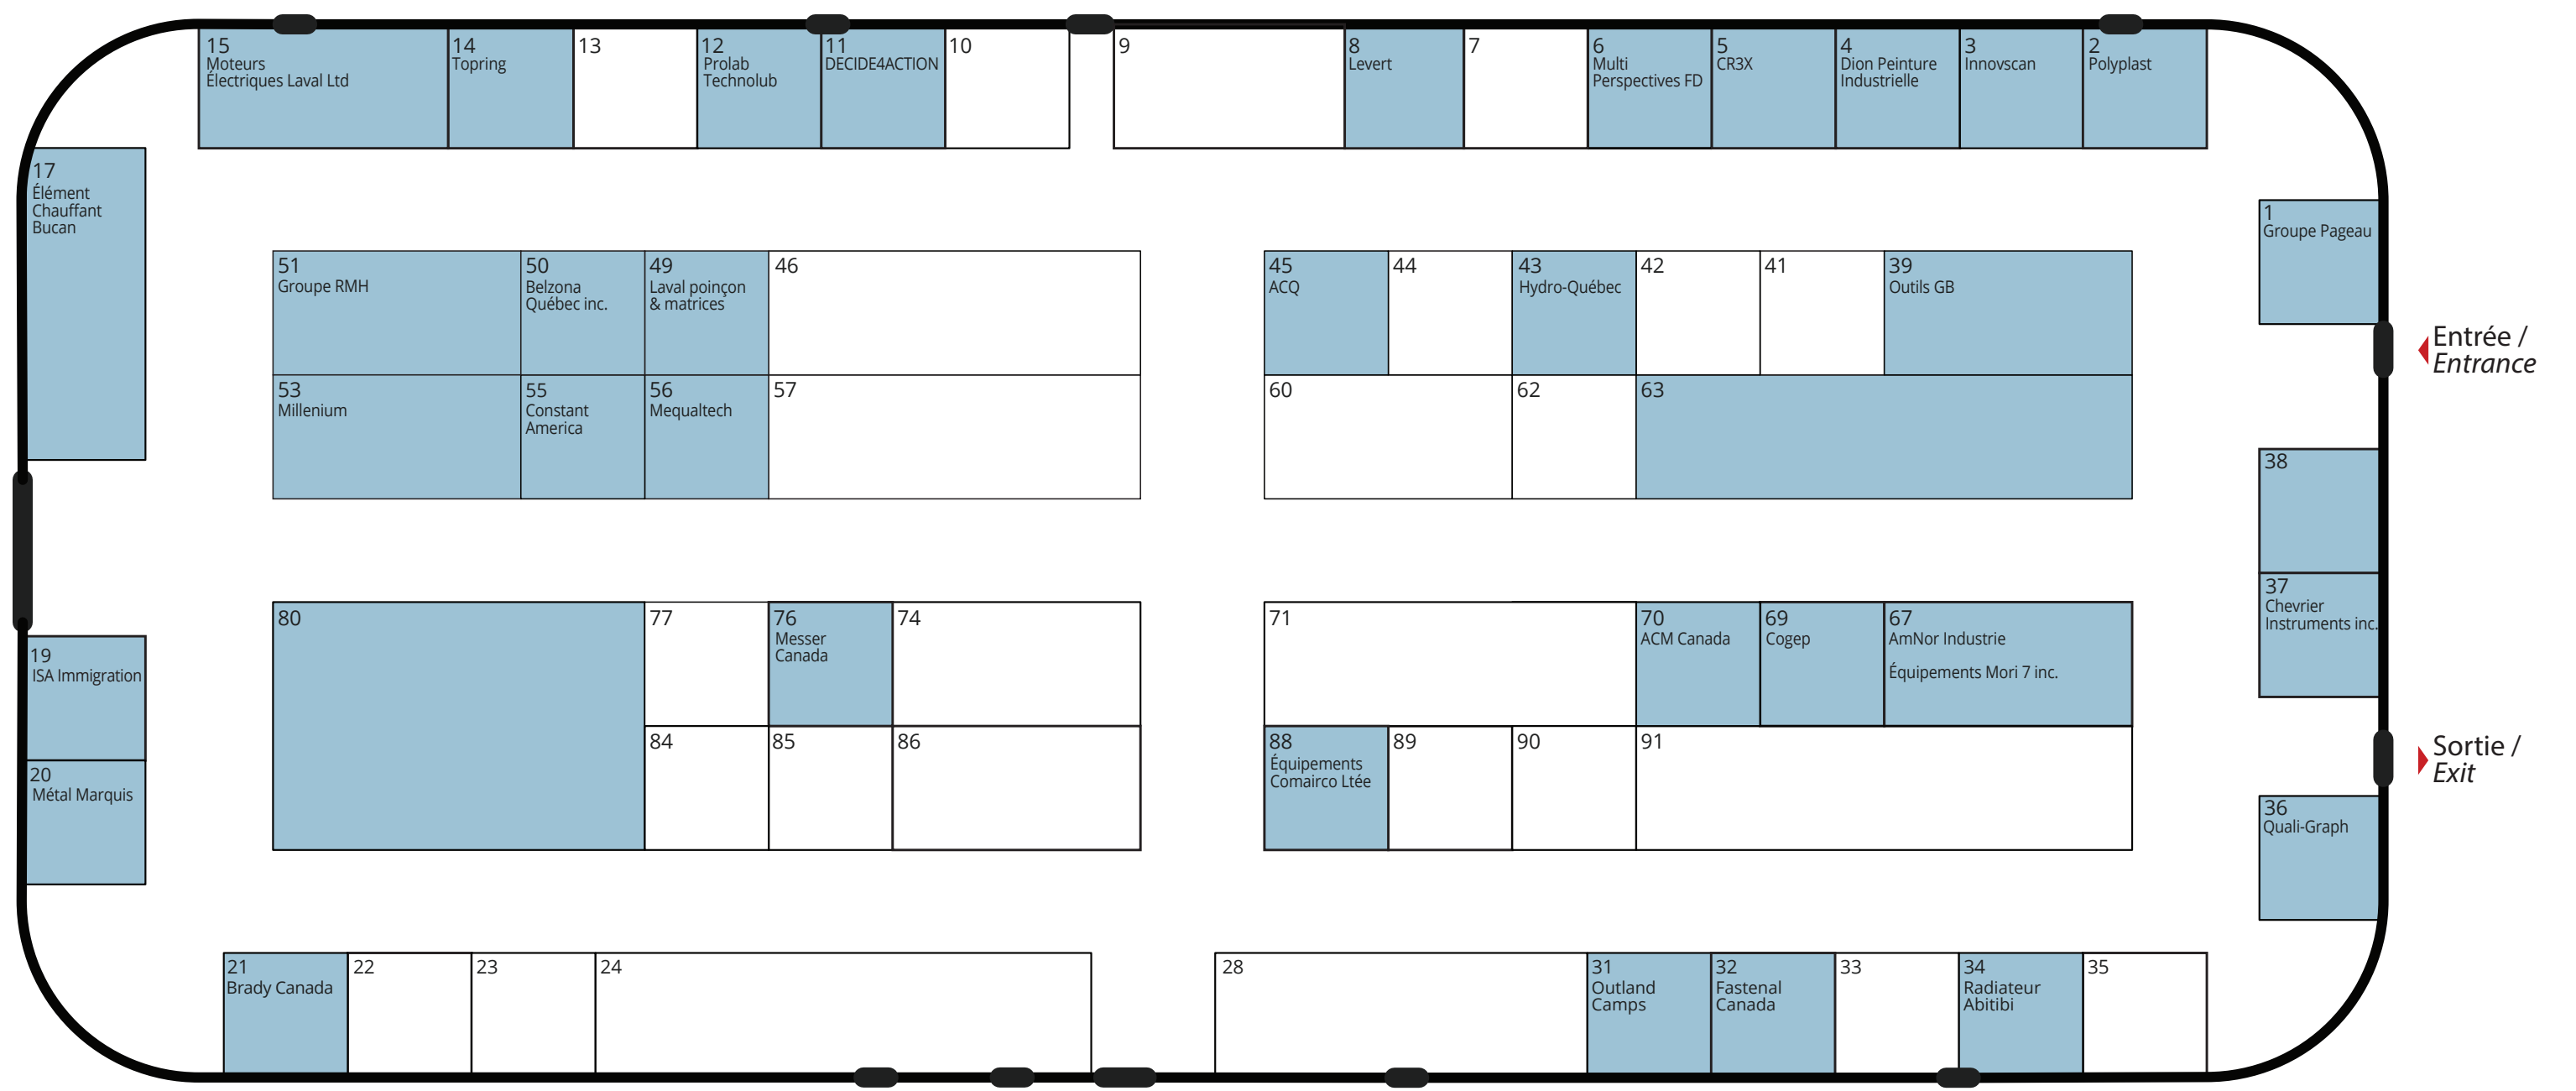 15
Moteurs
Électriques Laval Ltd
14
Topring
13
12
Prolab
Technolub
11
DECIDE4ACTION
10
9
8
Levert
7
6
Multi
Perspectives FD
5
CR3X
4
Dion Peinture
Industrielle
3
Innovscan
2
Polyplast
17
Élément
Chauffant
Bucan
1
Groupe Pageau
51
Groupe RMH
50
Belzona
Québec inc.
49
Laval poinçon
& matrices
46
45
ACQ
44
43
Hydro-Québec
42
41
39
Outils GB
Entrée /
Entrance
53
Millenium
55
Constant
America
56
Mequaltech
57
60
62
63
38
37
Chevrier
Instruments inc.
80
77
76
Messer
Canada
74
71
70
ACM Canada
69
Cogep
67
AmNor Industrie
Équipements Mori 7 inc.
19
ISA Immigration
20
Métal Marquis
84
85
86
88
Équipements
Comairco Ltée
89
90
91
Sortie /
Exit
36
Quali-Graph
21
Brady Canada
22
23
24
28
31
Outland
Camps
32
Fastenal
Canada
33
34
Radiateur
Abitibi
35